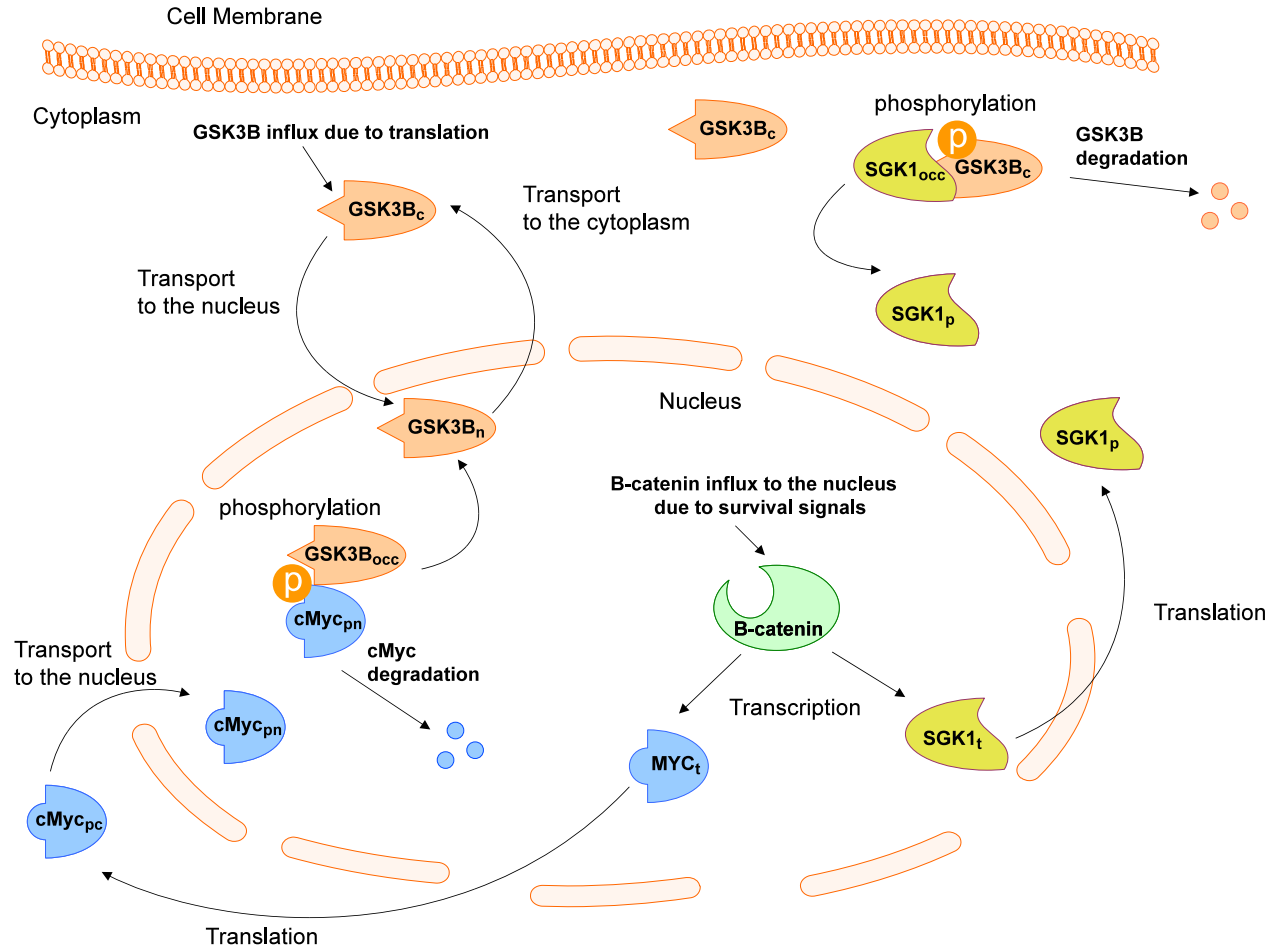 Cell Membrane
Cytoplasm
GSK3B influx due to translation
GSK3Bc
Transport
to the cytoplasm
Transport
to the nucleus
GSK3Bc
phosphorylation
p
SGK1occ
GSK3Bc
GSK3B
degradation
SGK1p
Nucleus
GSK3Bn
SGK1p
B-catenin influx to the nucleus
due to survival signals
phosphorylation
GSK3Bocc
p
cMycpn
B-catenin
Translation
Transport
to the nucleus
cMyc
degradation
cMycpn
Transcription
SGK1t
MYCt
cMycpc
Translation